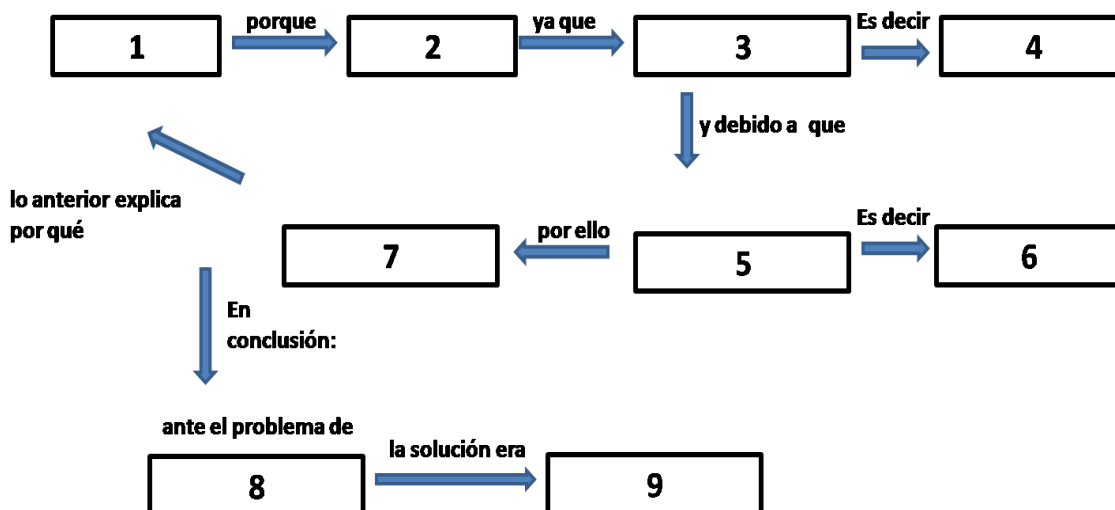 1
porque
2
ya que
3
Es decir
4
y debido a que
lo anterior explica
por qué
7
por ello
5
Es decir
6
En
conclusión:
ante el problema de
8
la solución era
9